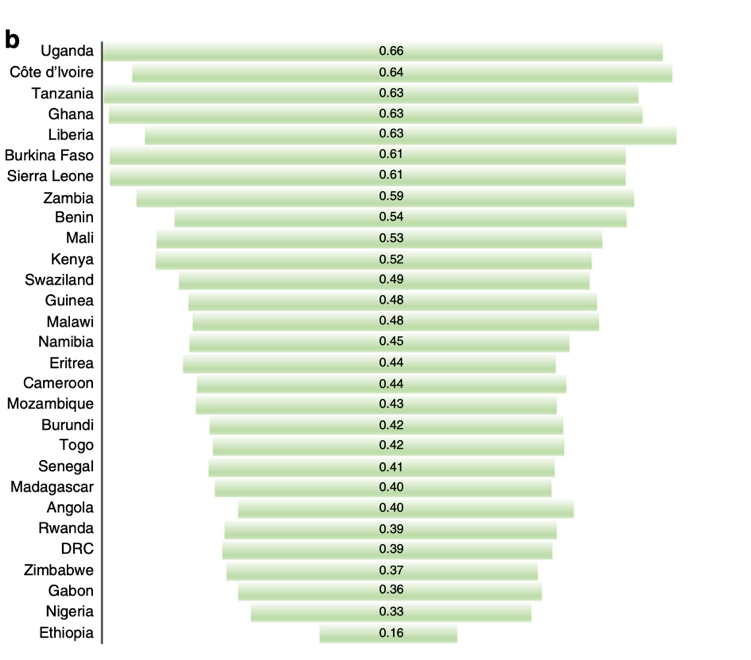 b
Uganda 0.66
Côte d'Ivoire 0.64
Tanzania 0.63
Ghana 0.63
Liberia 0.63
Burkina Faso 0.61
Sierra Leone 0.61
Zambia 0.59
Benin 0.54
Mali 0.53
Kenya 0.52
Swaziland 0.49
Guinea 0.48
Malawi 0.48
Namibia 0.45
Eritrea 0.44
Cameroon 0.44
Mozambique 0.43
Burundi 0.42
Togo 0.42
Senegal 0.41
Madagascar 0.40
Angola 0.40
Rwanda 0.39
DRC 0.39
Zimbabwe 0.37
Gabon 0.36
Nigeria 0.33
Ethiopia 0.16